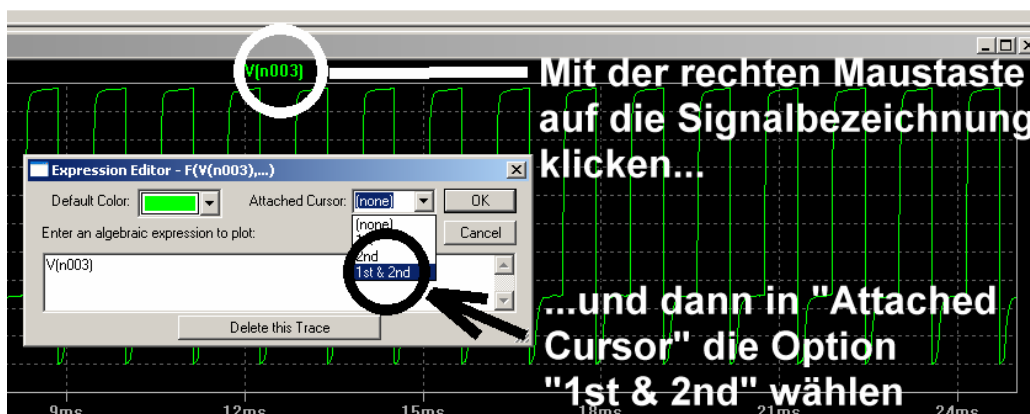 V(n003)
Mit der rechten Maustaste
auf die Signalbezeichnung
klicken...
Expression Editor - F(V(n003),...)
Default Color:
Attached Cursor:
(none)
OK
(none)
2nd
1st & 2nd
Enter an algebraic expression to plot:
Cancel
V(n003)
Delete this Trace
...und dann in "Attached
Cursor" die Option
"1st & 2nd" wählen
9ms 12ms 15ms 18ms 21ms 24ms